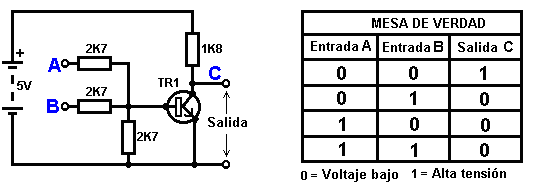 5V
A
2K7
B
2K7
2K7
TR1
1K8
C
Salida
MESA DE VERDAD
Entrada A Entrada B Salida C
0 0 1
0 1 0
1 0 0
1 1 0
0 = Voltaje bajo 1 = Alta tensión